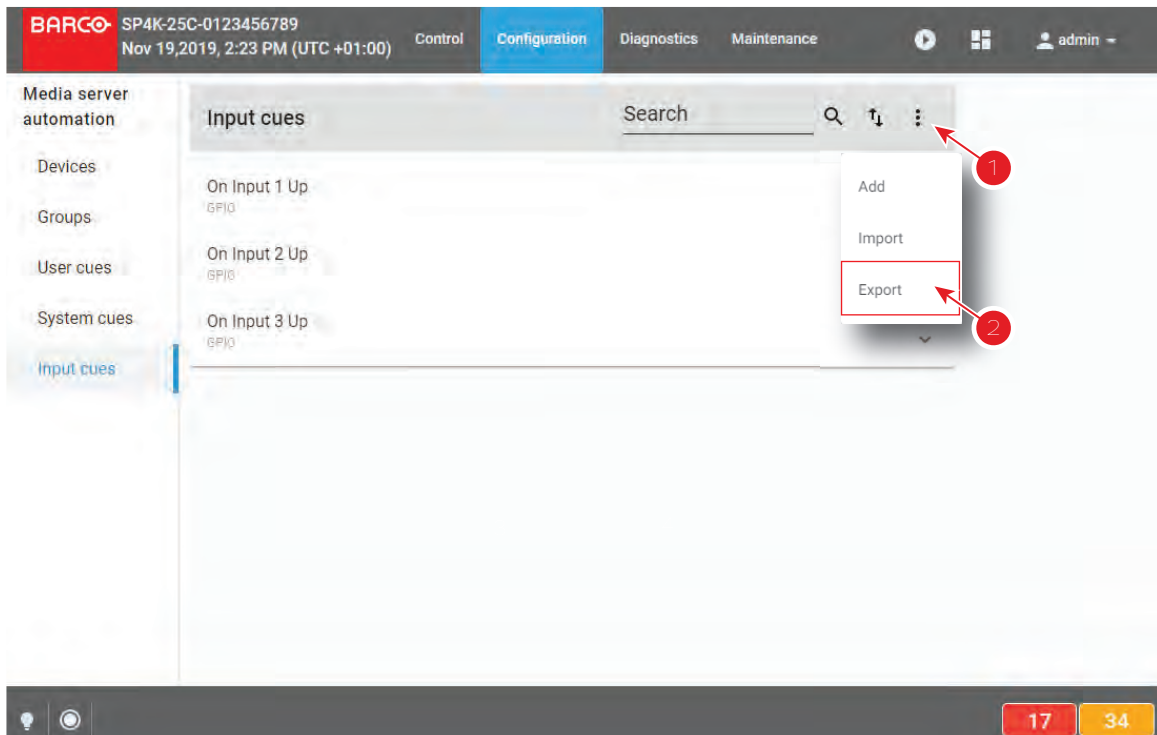 BARCO SP4K-25C-0123456789
Nov 19,2019, 2:23 PM (UTC +01:00)
Control Configuration Diagnostics Maintenance admin
Media server
automation
Devices
Groups
User cues
System cues
Input cues
Input cues Search
1
On Input 1 Up
GPIO
On Input 2 Up
GPIO
On Input 3 Up
GPIO
Add
Import
Export
2
17 34